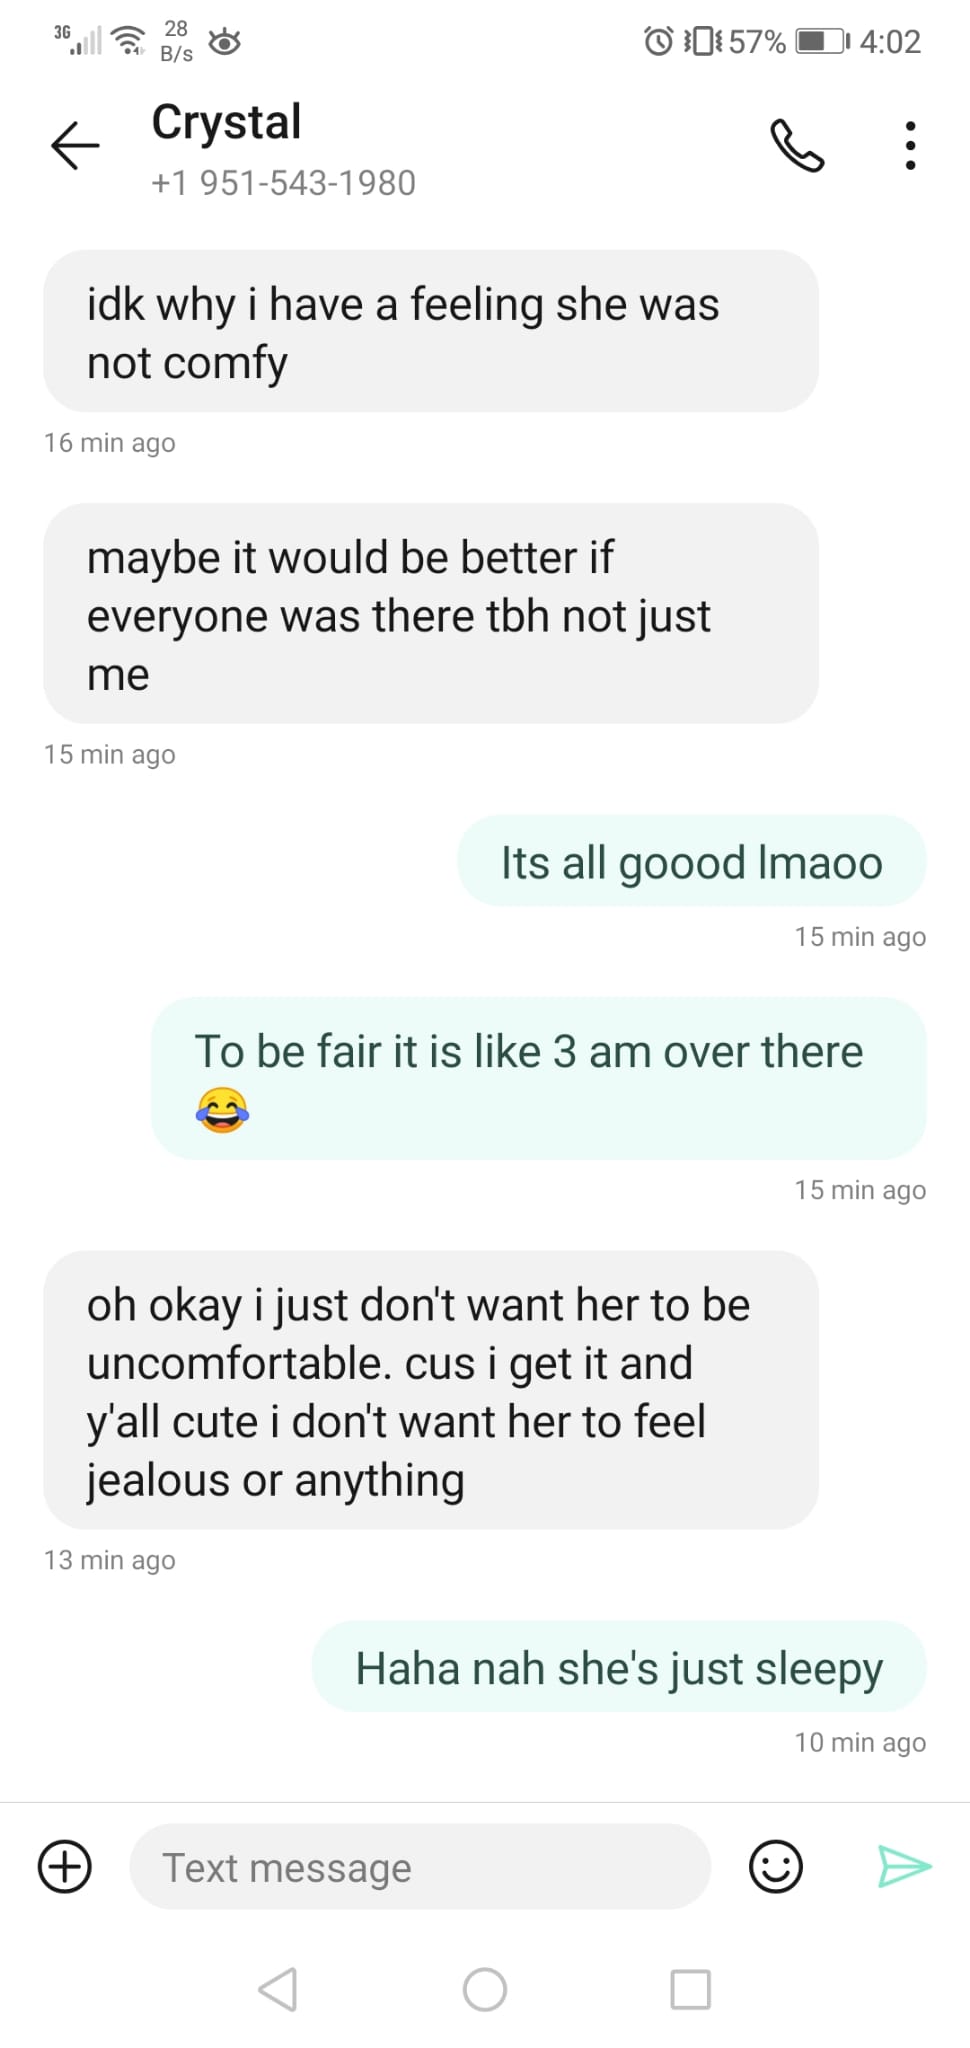 3G 28 B/s 57% 4:02
Crystal
+1 951-543-1980
idk why i have a feeling she was
not comfy
16 min ago
maybe it would be better if
everyone was there tbh not just
me
15 min ago
Its all goood lmaoo
15 min ago
To be fair it is like 3 am over there
😂
15 min ago
oh okay i just don't want her to be
uncomfortable. cus i get it and
y'all cute i don't want her to feel
jealous or anything
13 min ago
Haha nah she's just sleepy
10 min ago
Text message